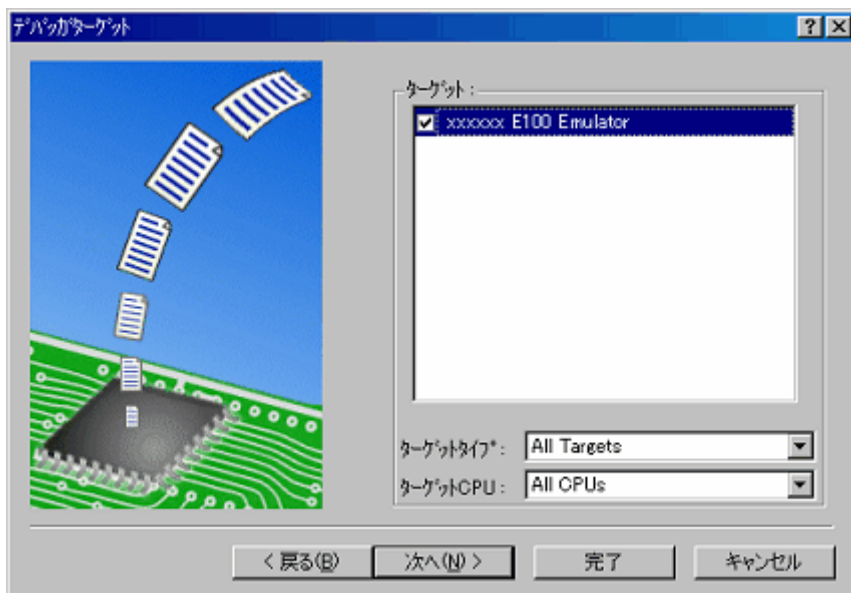 デバッガターゲット
ターゲット :
xxxxxx E100 Emulator
ターゲットタイプ :
All Targets
ターゲットCPU :
All CPUs
< 戻る(B)
次へ(N) >
完了
キャンセル